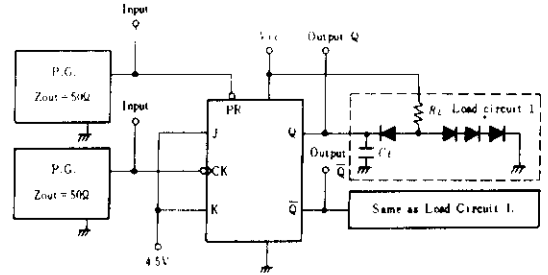 Input
Vcc
Output Q
P.G.
Zout = 50Ω
Input
PR
RL
Load circuit 1
J
Q
P.G.
Zout = 50Ω
CK
CL
Output
Q̅
K
Q̅
Same as Load Circuit 1.
4.5V